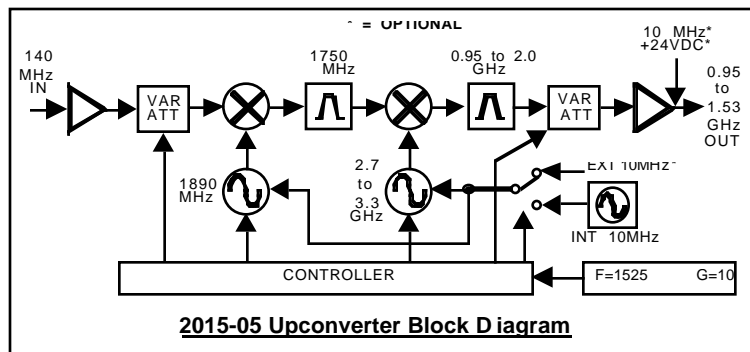 * = OPTIONAL
10 MHz*
+24VDC*
140
MHz
IN
1750
MHz
0.95 to 2.0
GHz
0.95
to
1.53
GHz
OUT
VAR
ATT
VAR
ATT
1890
MHz
2.7
to
3.3
GHz
EXT 10MHz*
INT 10MHz
CONTROLLER
F=1525 G=10
2015-05 Upconverter Block D iagram